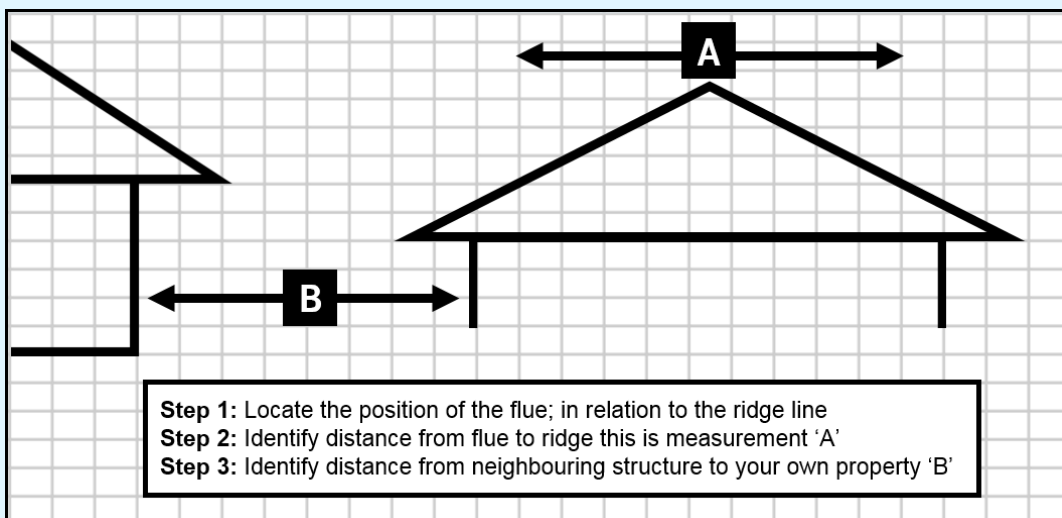 A
B
Step 1: Locate the position of the flue; in relation to the ridge line
Step 2: Identify distance from flue to ridge this is measurement ‘A’
Step 3: Identify distance from neighbouring structure to your own property ‘B’